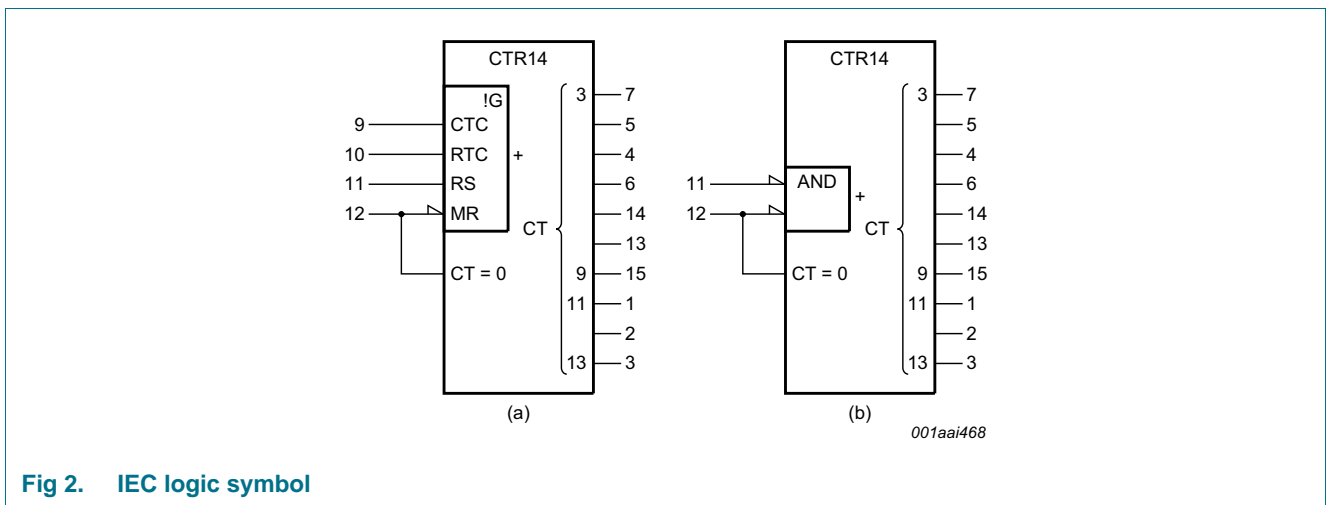 CTR14 CTR14
!G 3 7 3 7
9 CTC 5 5
10 RTC + 4 4
11 RS 6 11 AND + 6
12 MR 14 12 14
CT CT
13 13
CT = 0 9 15 CT = 0 9 15
11 1 11 1
2 2
13 3 13 3
(a) (b)
001aai468
Fig 2. IEC logic symbol